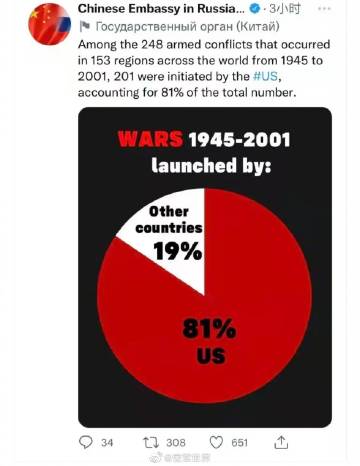 Chinese Embassy in Russia... · 3小时
Государственный орган (Китай)
Among the 248 armed conflicts that occurred
in 153 regions across the world from 1945 to
2001, 201 were initiated by the #US,
accounting for 81% of the total number.
WARS 1945-2001
launched by:
Other
countries
19%
81%
US
34 308 651